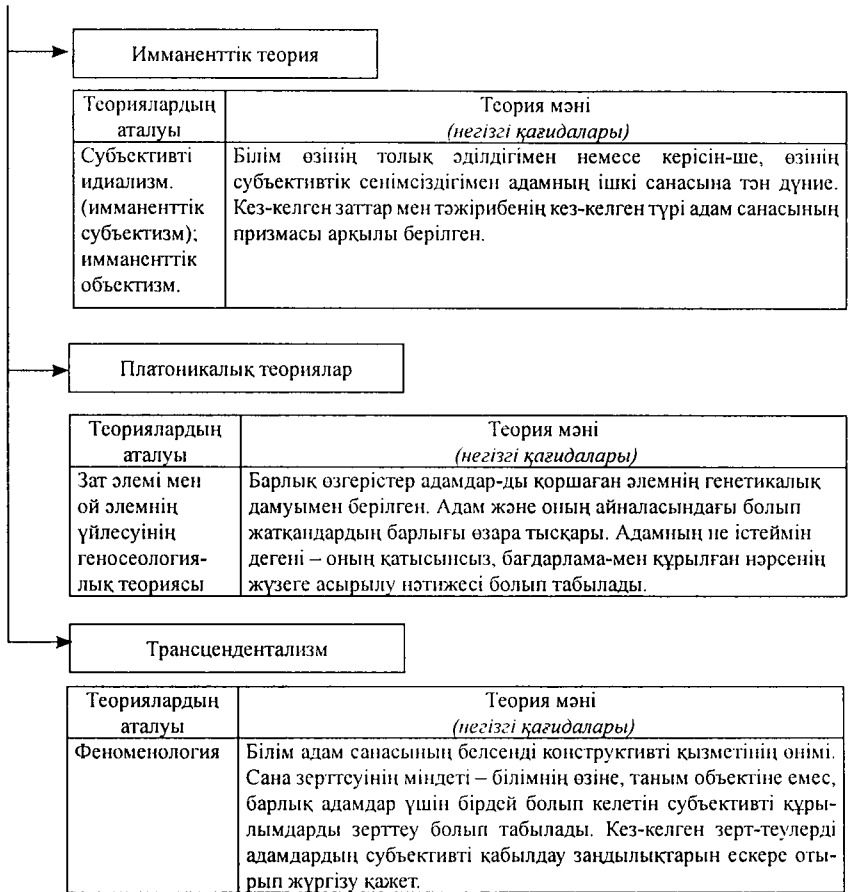 Имманенттік теория
Теориялардың
аталуы
Теория мәні
(негізгі қағидалары)
Субъективті
идиализм.
(имманенттік
субъектизм);
имманенттік
объектизм.
Білім өзінің толық әділдігімен немесе керісін-ше, өзінің
субъективтік сенімсіздігімен адамның ішкі санасына тән дүние.
Кез-келген заттар мен тәжірибенің кез-келген түрі адам санасының
призмасы арқылы берілген.
Платоникалық теориялар
Теориялардың
аталуы
Теория мәні
(негізгі қағидалары)
Зат әлемі мен
ой әлемнің
үйлесуінің
геносеология-
лық теориясы
Барлық өзгерістер адамдар-ды қоршаған әлемнің генетикалық
дамуымен берілген. Адам және оның айналасындағы болып
жатқандардың барлығы өзара тысқары. Адамның не істеймін
дегені – оның қатысынсыз, бағдарлама-мен құрылған нәрсенің
жүзеге асырылу нәтижесі болып табылады.
Трансцендентализм
Теориялардың
аталуы
Теория мәні
(негізгі қағидалары)
Феноменология
Білім адам санасының белсенді конструктивті қызметінің өнімі.
Сана зерттеуінің міндеті – білімнің өзіне, таным объектіне емес,
барлық адамдар үшін бірдей болып келетін субъективті құры-
лымдарды зерттеу болып табылады. Кез-келген зерт-теулерді
адамдардың субъективті қабылдау заңдылықтарын ескере оты-
рып жүргізу қажет.